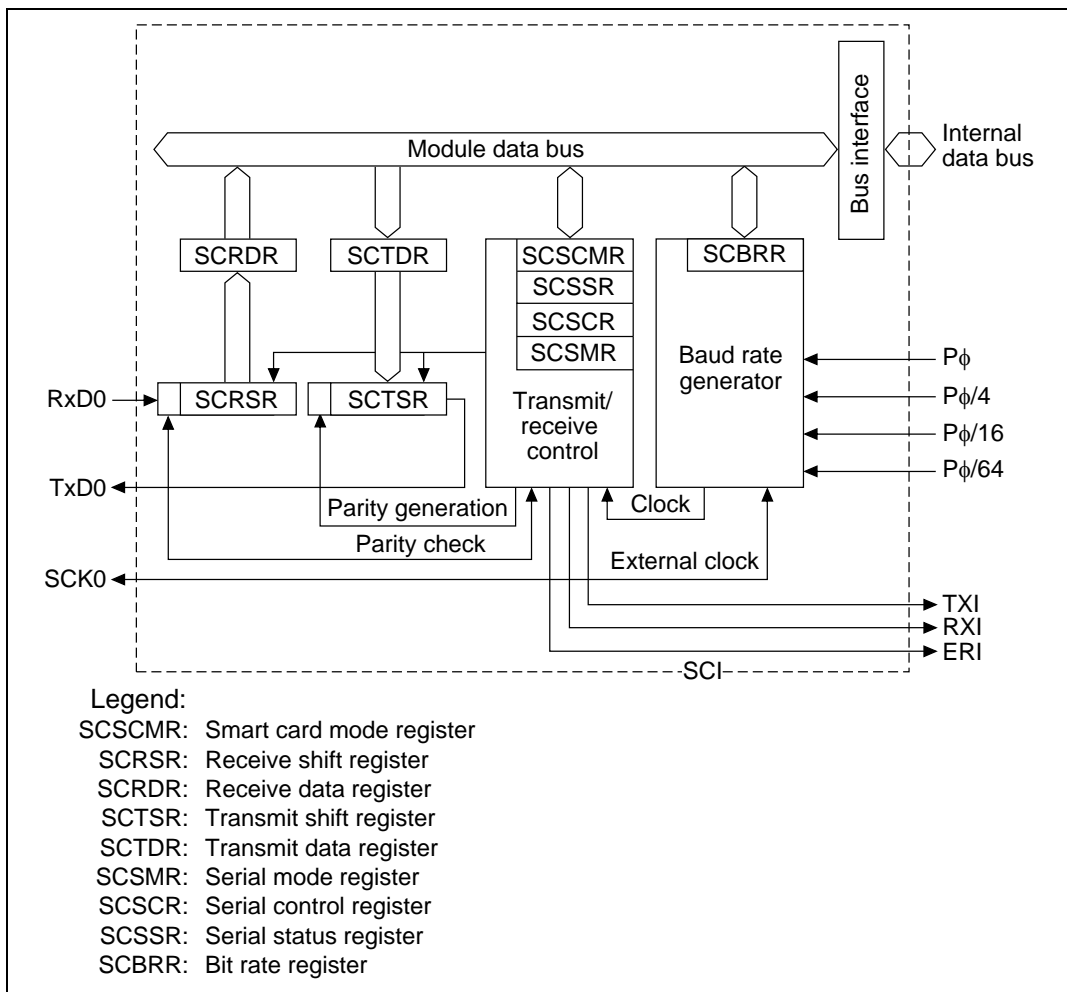 Bus interface
Internal
data bus
Module data bus
SCRDR
SCTDR
SCSCMR
SCSSR
SCSCR
SCSMR
SCBRR
Baud rate
generator
Pϕ
Pϕ/4
Pϕ/16
Pϕ/64
RxD0
SCRSR
SCTSR
Transmit/
receive
control
TxD0
Parity generation
Clock
Parity check
SCK0
External clock
TXI
RXI
ERI
SCI
Legend:
SCSCMR: Smart card mode register
SCRSR: Receive shift register
SCRDR: Receive data register
SCTSR: Transmit shift register
SCTDR: Transmit data register
SCSMR: Serial mode register
SCSCR: Serial control register
SCSSR: Serial status register
SCBRR: Bit rate register